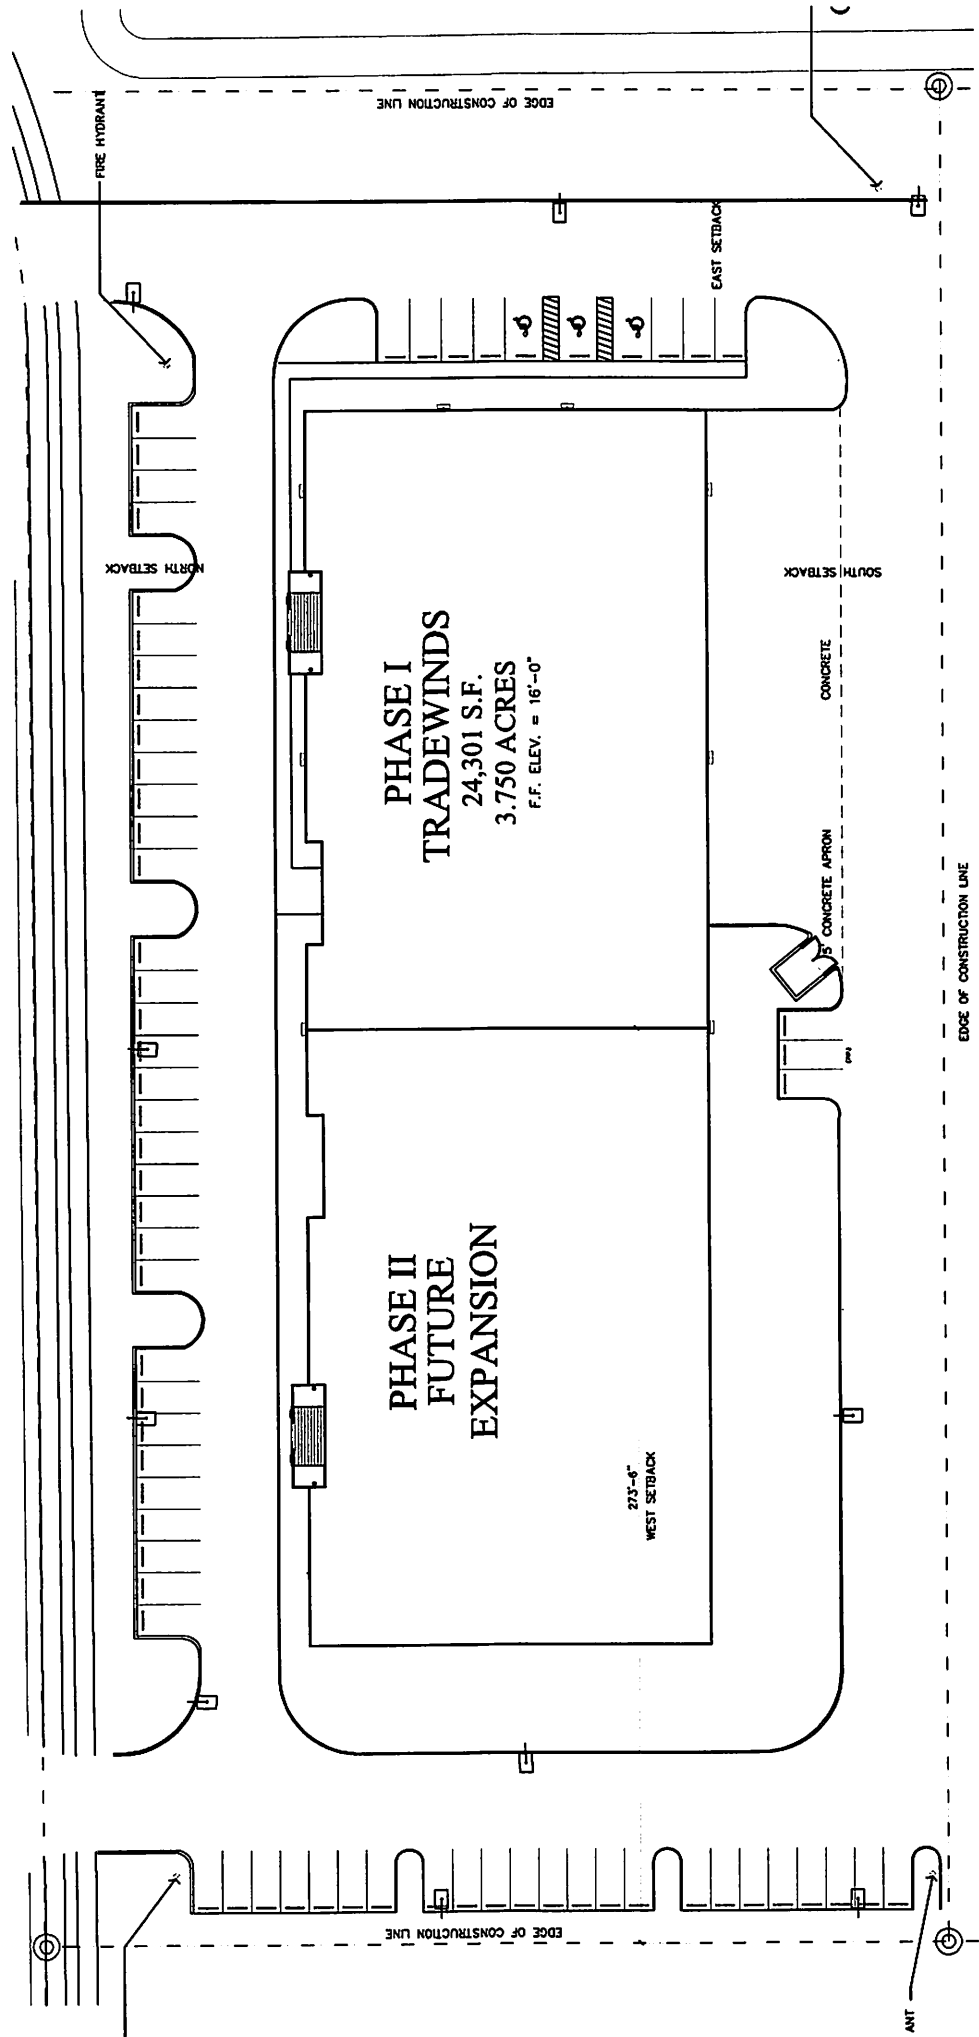 EDGE OF CONSTRUCTION LINE
FIRE HYDRANT
EAST SETBACK
NORTH SETBACK
SOUTH SETBACK
PHASE I
TRADEWINDS
24,301 S.F.
3.750 ACRES
F.F. ELEV. = 16'-0"
CONCRETE
5' CONCRETE APRON
EDGE OF CONSTRUCTION LINE
PHASE II
FUTURE
EXPANSION
273'-6"
WEST SETBACK
EDGE OF CONSTRUCTION LINE
ANT